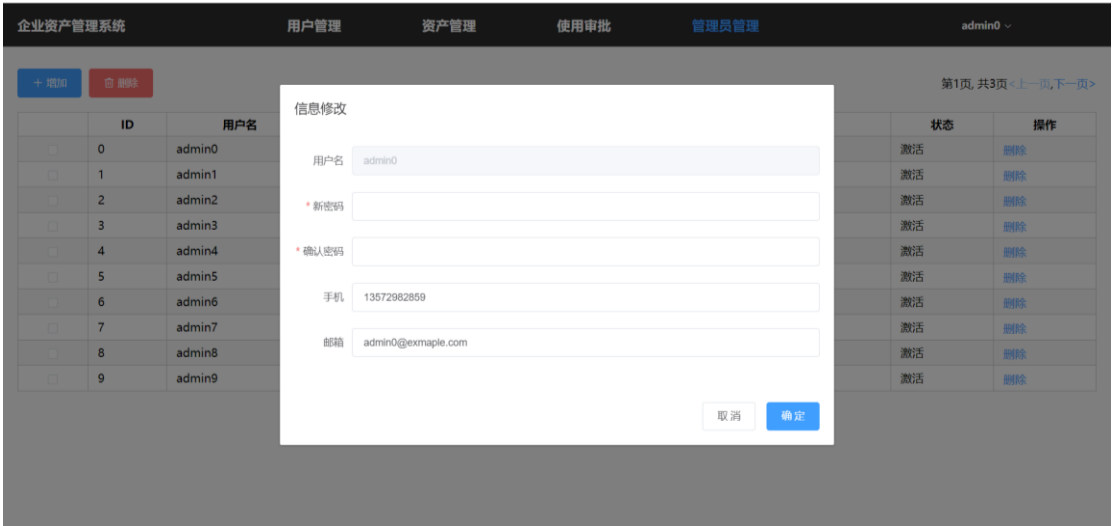 企业资产管理系统 用户管理 资产管理 使用审批 管理员管理 admin0
+ 增加 删除 第1页, 共3页<上一页,下一页>
信息修改
ID 用户名 状态 操作
用户名 admin0
* 新密码
* 确认密码
手机 13572982859
邮箱 admin0@exmaple.com
取消 确定
0 admin0 激活 删除
1 admin1 激活 删除
2 admin2 激活 删除
3 admin3 激活 删除
4 admin4 激活 删除
5 admin5 激活 删除
6 admin6 激活 删除
7 admin7 激活 删除
8 admin8 激活 删除
9 admin9 激活 删除